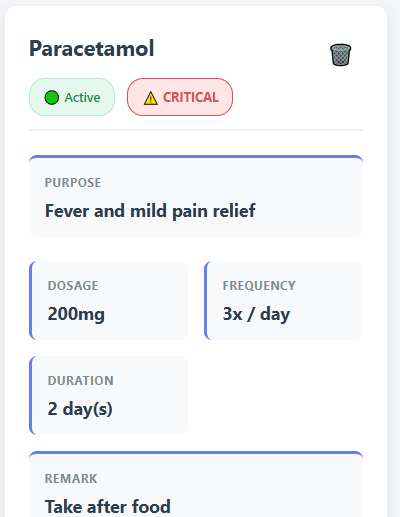 Paracetamol
Active
CRITICAL
PURPOSE
Fever and mild pain relief
DOSAGE
FREQUENCY
200mg
3x / day
DURATION
2 day(s)
REMARK
Take after food